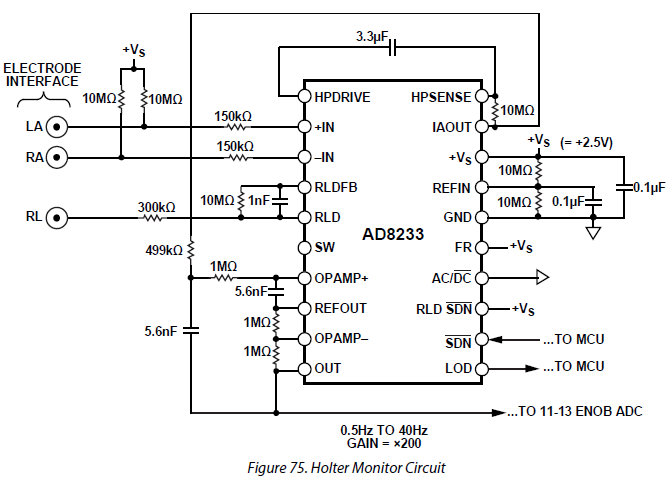 3.3µF
+VS
ELECTRODE
INTERFACE
10MΩ
10MΩ
HPDRIVE
HPSENSE
10MΩ
LA
150kΩ
+IN
IAOUT
RA
150kΩ
–IN
+VS
+VS (= +2.5V)
10MΩ
RLDFB
REFIN
10MΩ
1nF
10MΩ
0.1µF
0.1µF
RL
300kΩ
RLD
GND
AD8233
499kΩ
SW
FR
+VS
1MΩ
OPAMP+
AC/DC
5.6nF
REFOUT
RLD SDN
+VS
5.6nF
1MΩ
OPAMP–
SDN
...TO MCU
1MΩ
OUT
LOD
...TO MCU
...TO 11-13 ENOB ADC
0.5Hz TO 40Hz
GAIN = ×200
Figure 75. Holter Monitor Circuit